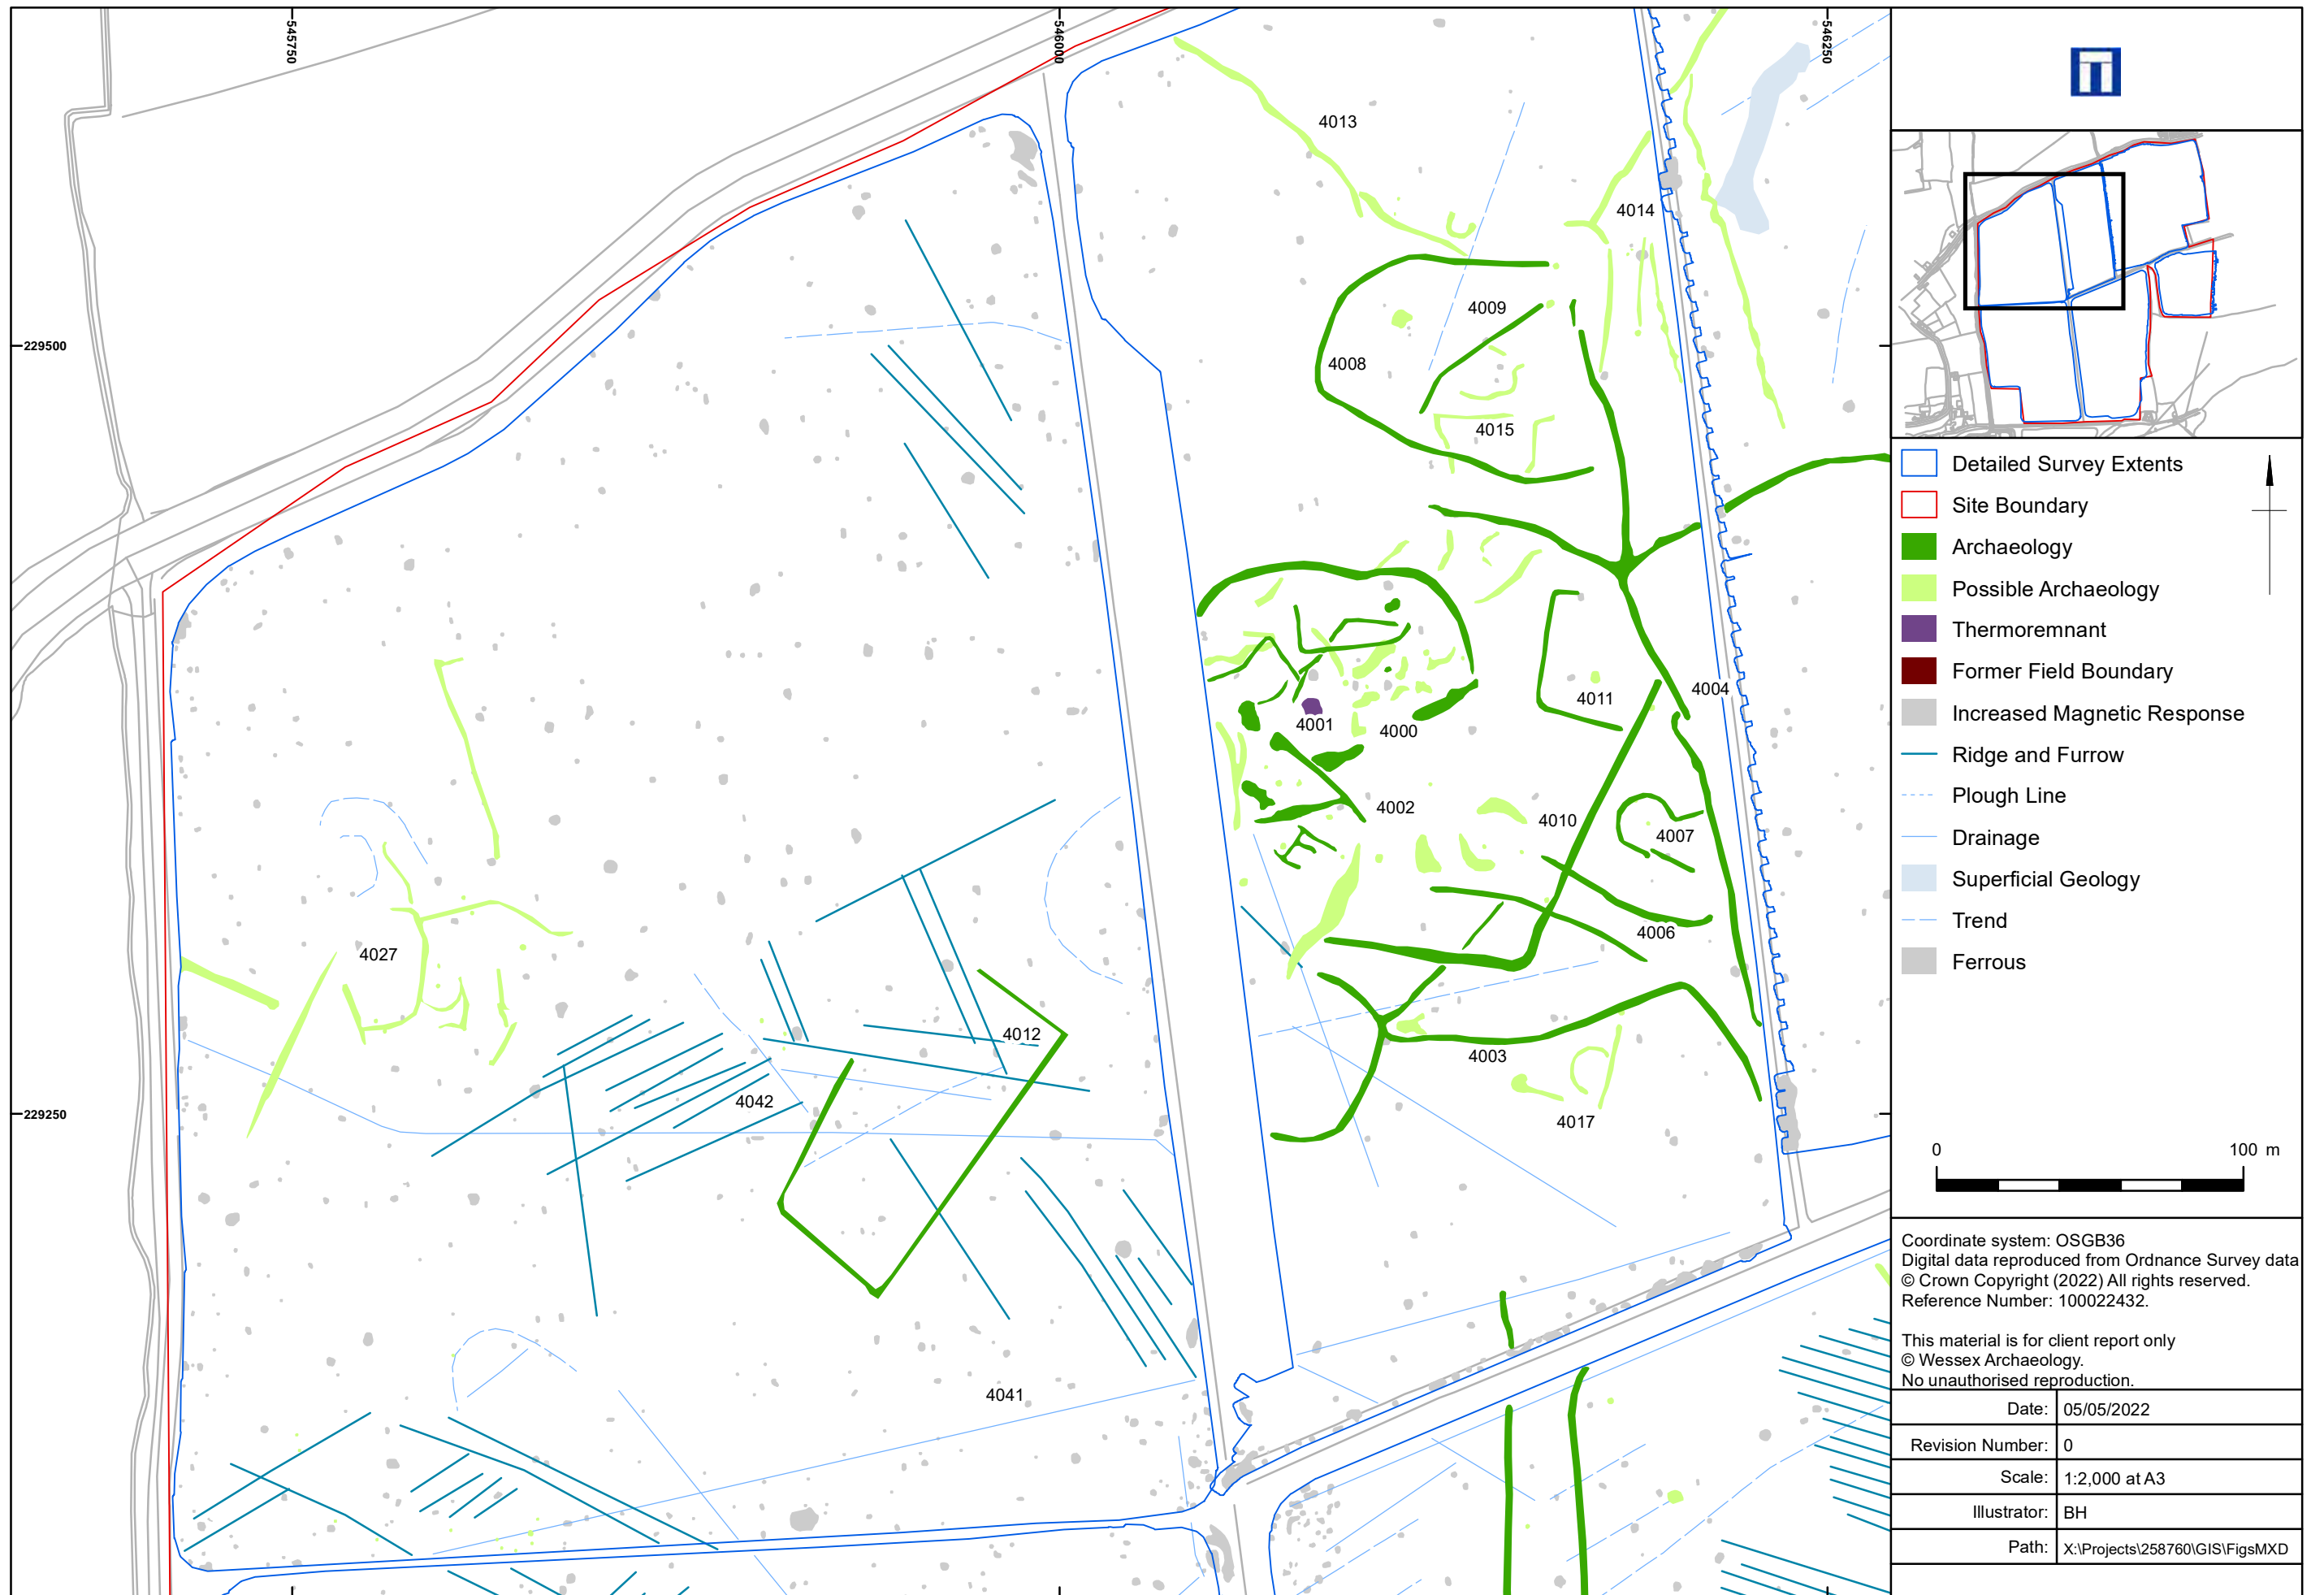 545750
546000
546250
229500
229250
4013
4014
4009
4008
4015
4011
4004
4001
4000
4002
4010
4007
4006
4027
4012
4003
4042
4017
4041
Detailed Survey Extents
Site Boundary
Archaeology
Possible Archaeology
Thermoremnant
Former Field Boundary
Increased Magnetic Response
Ridge and Furrow
Plough Line
Drainage
Superficial Geology
Trend
Ferrous
0 100 m
Coordinate system: OSGB36
Digital data reproduced from Ordnance Survey data
© Crown Copyright (2022) All rights reserved.
Reference Number: 100022432.
This material is for client report only
© Wessex Archaeology.
No unauthorised reproduction.
Date: 05/05/2022
Revision Number: 0
Scale: 1:2,000 at A3
Illustrator: BH
Path: X:\Projects\258760\GIS\FigsMXD